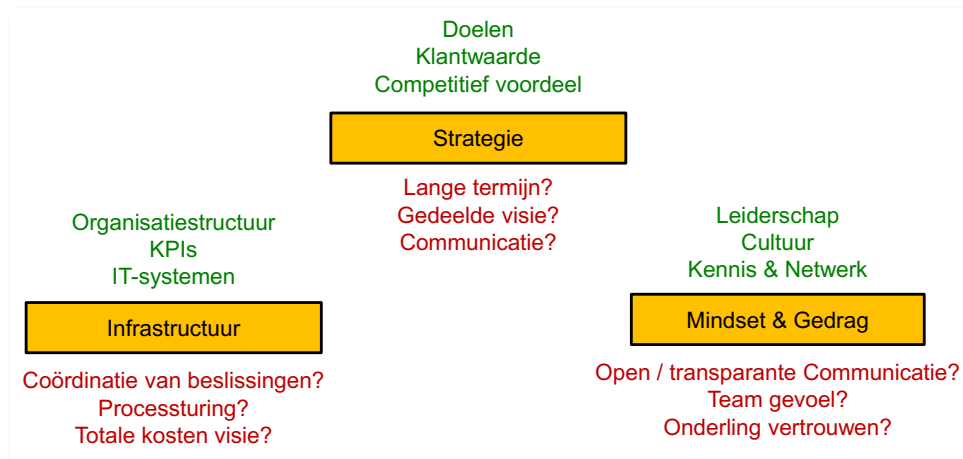 Doelen
Klantwaarde
Competitief voordeel
Strategie
Lange termijn?
Gedeelde visie?
Communicatie?
Organisatiestructuur
KPIs
IT-systemen
Infrastructuur
Coördinatie van beslissingen?
Processturing?
Totale kosten visie?
Leiderschap
Cultuur
Kennis & Netwerk
Mindset & Gedrag
Open / transparante Communicatie?
Team gevoel?
Onderling vertrouwen?